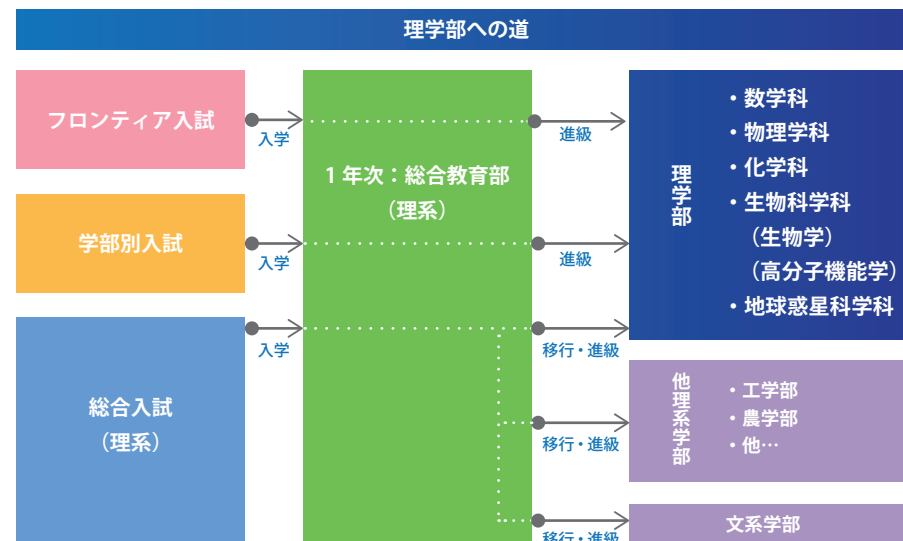 理学部への道
フロンティア入試
入学
学部別入試
入学
総合入試
（理系）
入学
1 年次：総合教育部
（理系）
進級
進級
移行・進級
移行・進級
移行・進級
理学部
・数学科
・物理学科
・化学科
・生物科学科
（生物学）
（高分子機能学）
・地球惑星科学科
他理系学部
・工学部
・農学部
・他…
文系学部